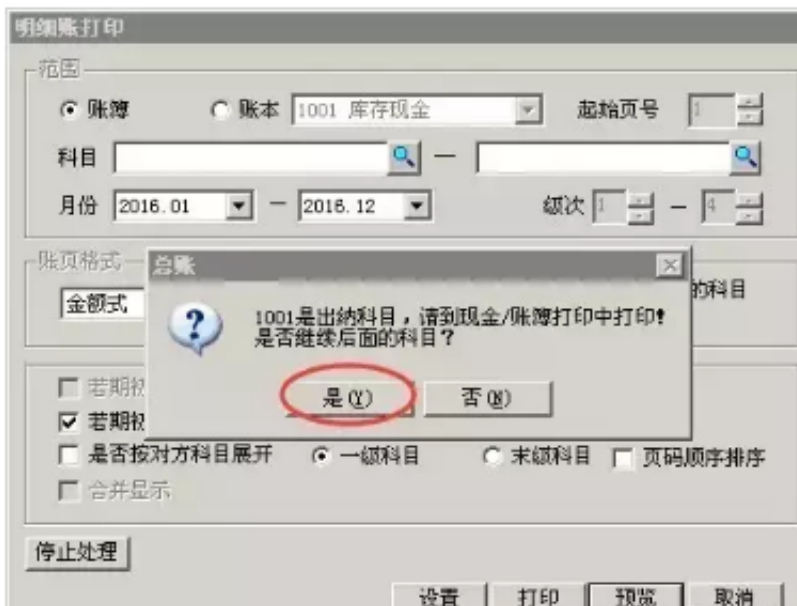 明细账打印
范围
账簿 账本 1001 库存现金 起始页号 1
科目 —
月份 2016.01 — 2016.12 级次 1 — 4
账页格式
总账
金额式 的科目
1001是出纳科目，请到现金/账簿打印中打印！
是否继续后面的科目？
是(Y) 否(N)
若期初
若期初
是否按对方科目展开 一级科目 末级科目 页码顺序排序
合并显示
停止处理
设置 打印 预览 取消